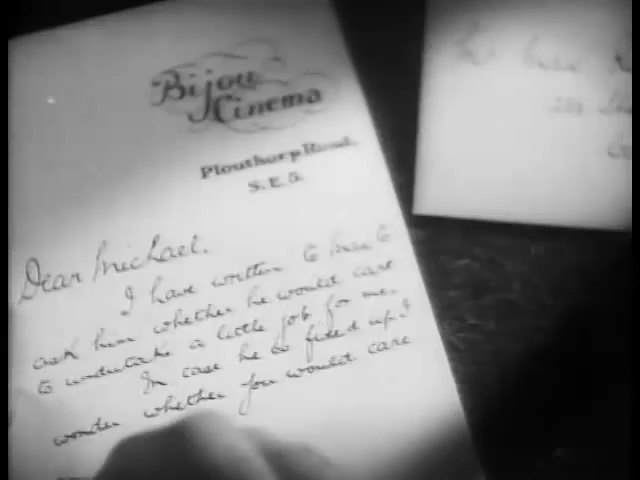 Bijou
Cinema
Plouthorp Road.
S.E.5.
Dear Michael.
I have written to
ask him whether he would care
to undertake a little job for me.
In case he is filled up. I
wonder whether you would care